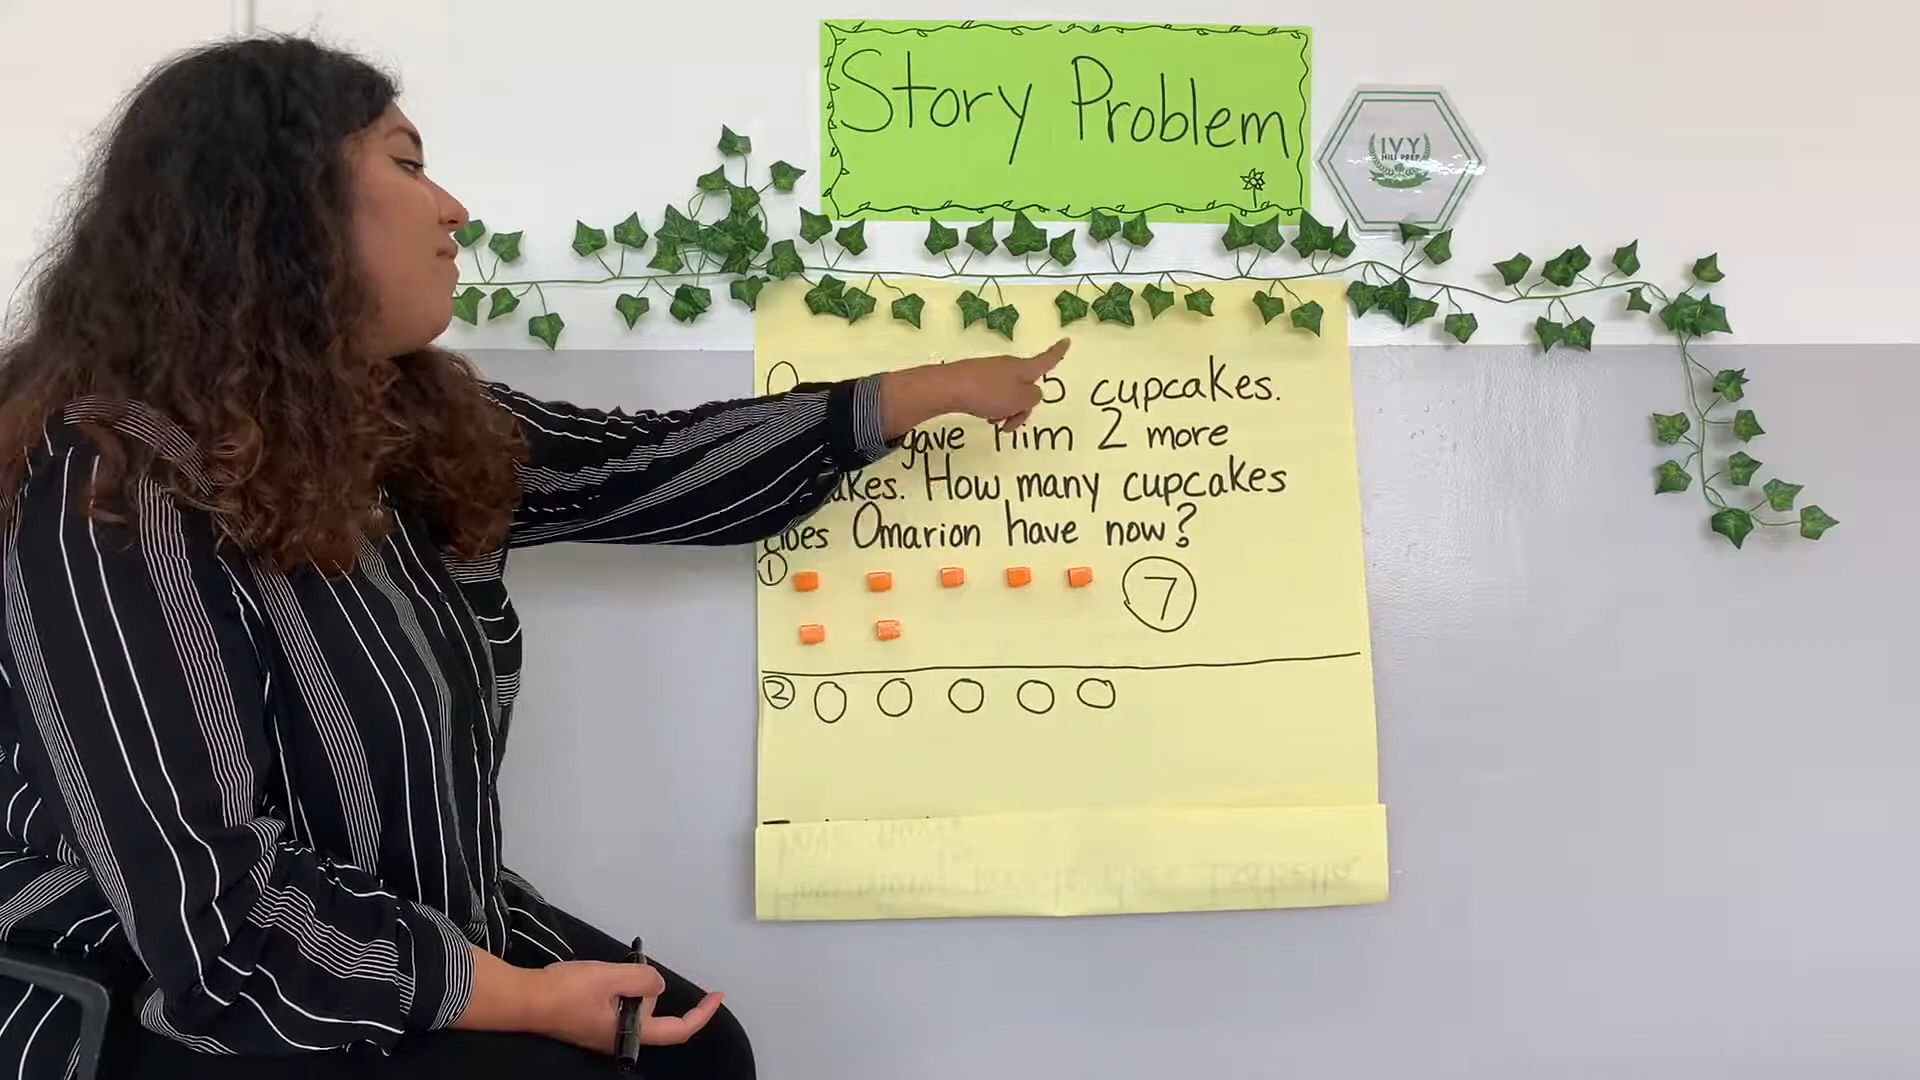 Story Problem
IVY
HILL PREP
5 cupcakes.
gave him 2 more
How many cupcakes
does Omarion have now?
1
7
2